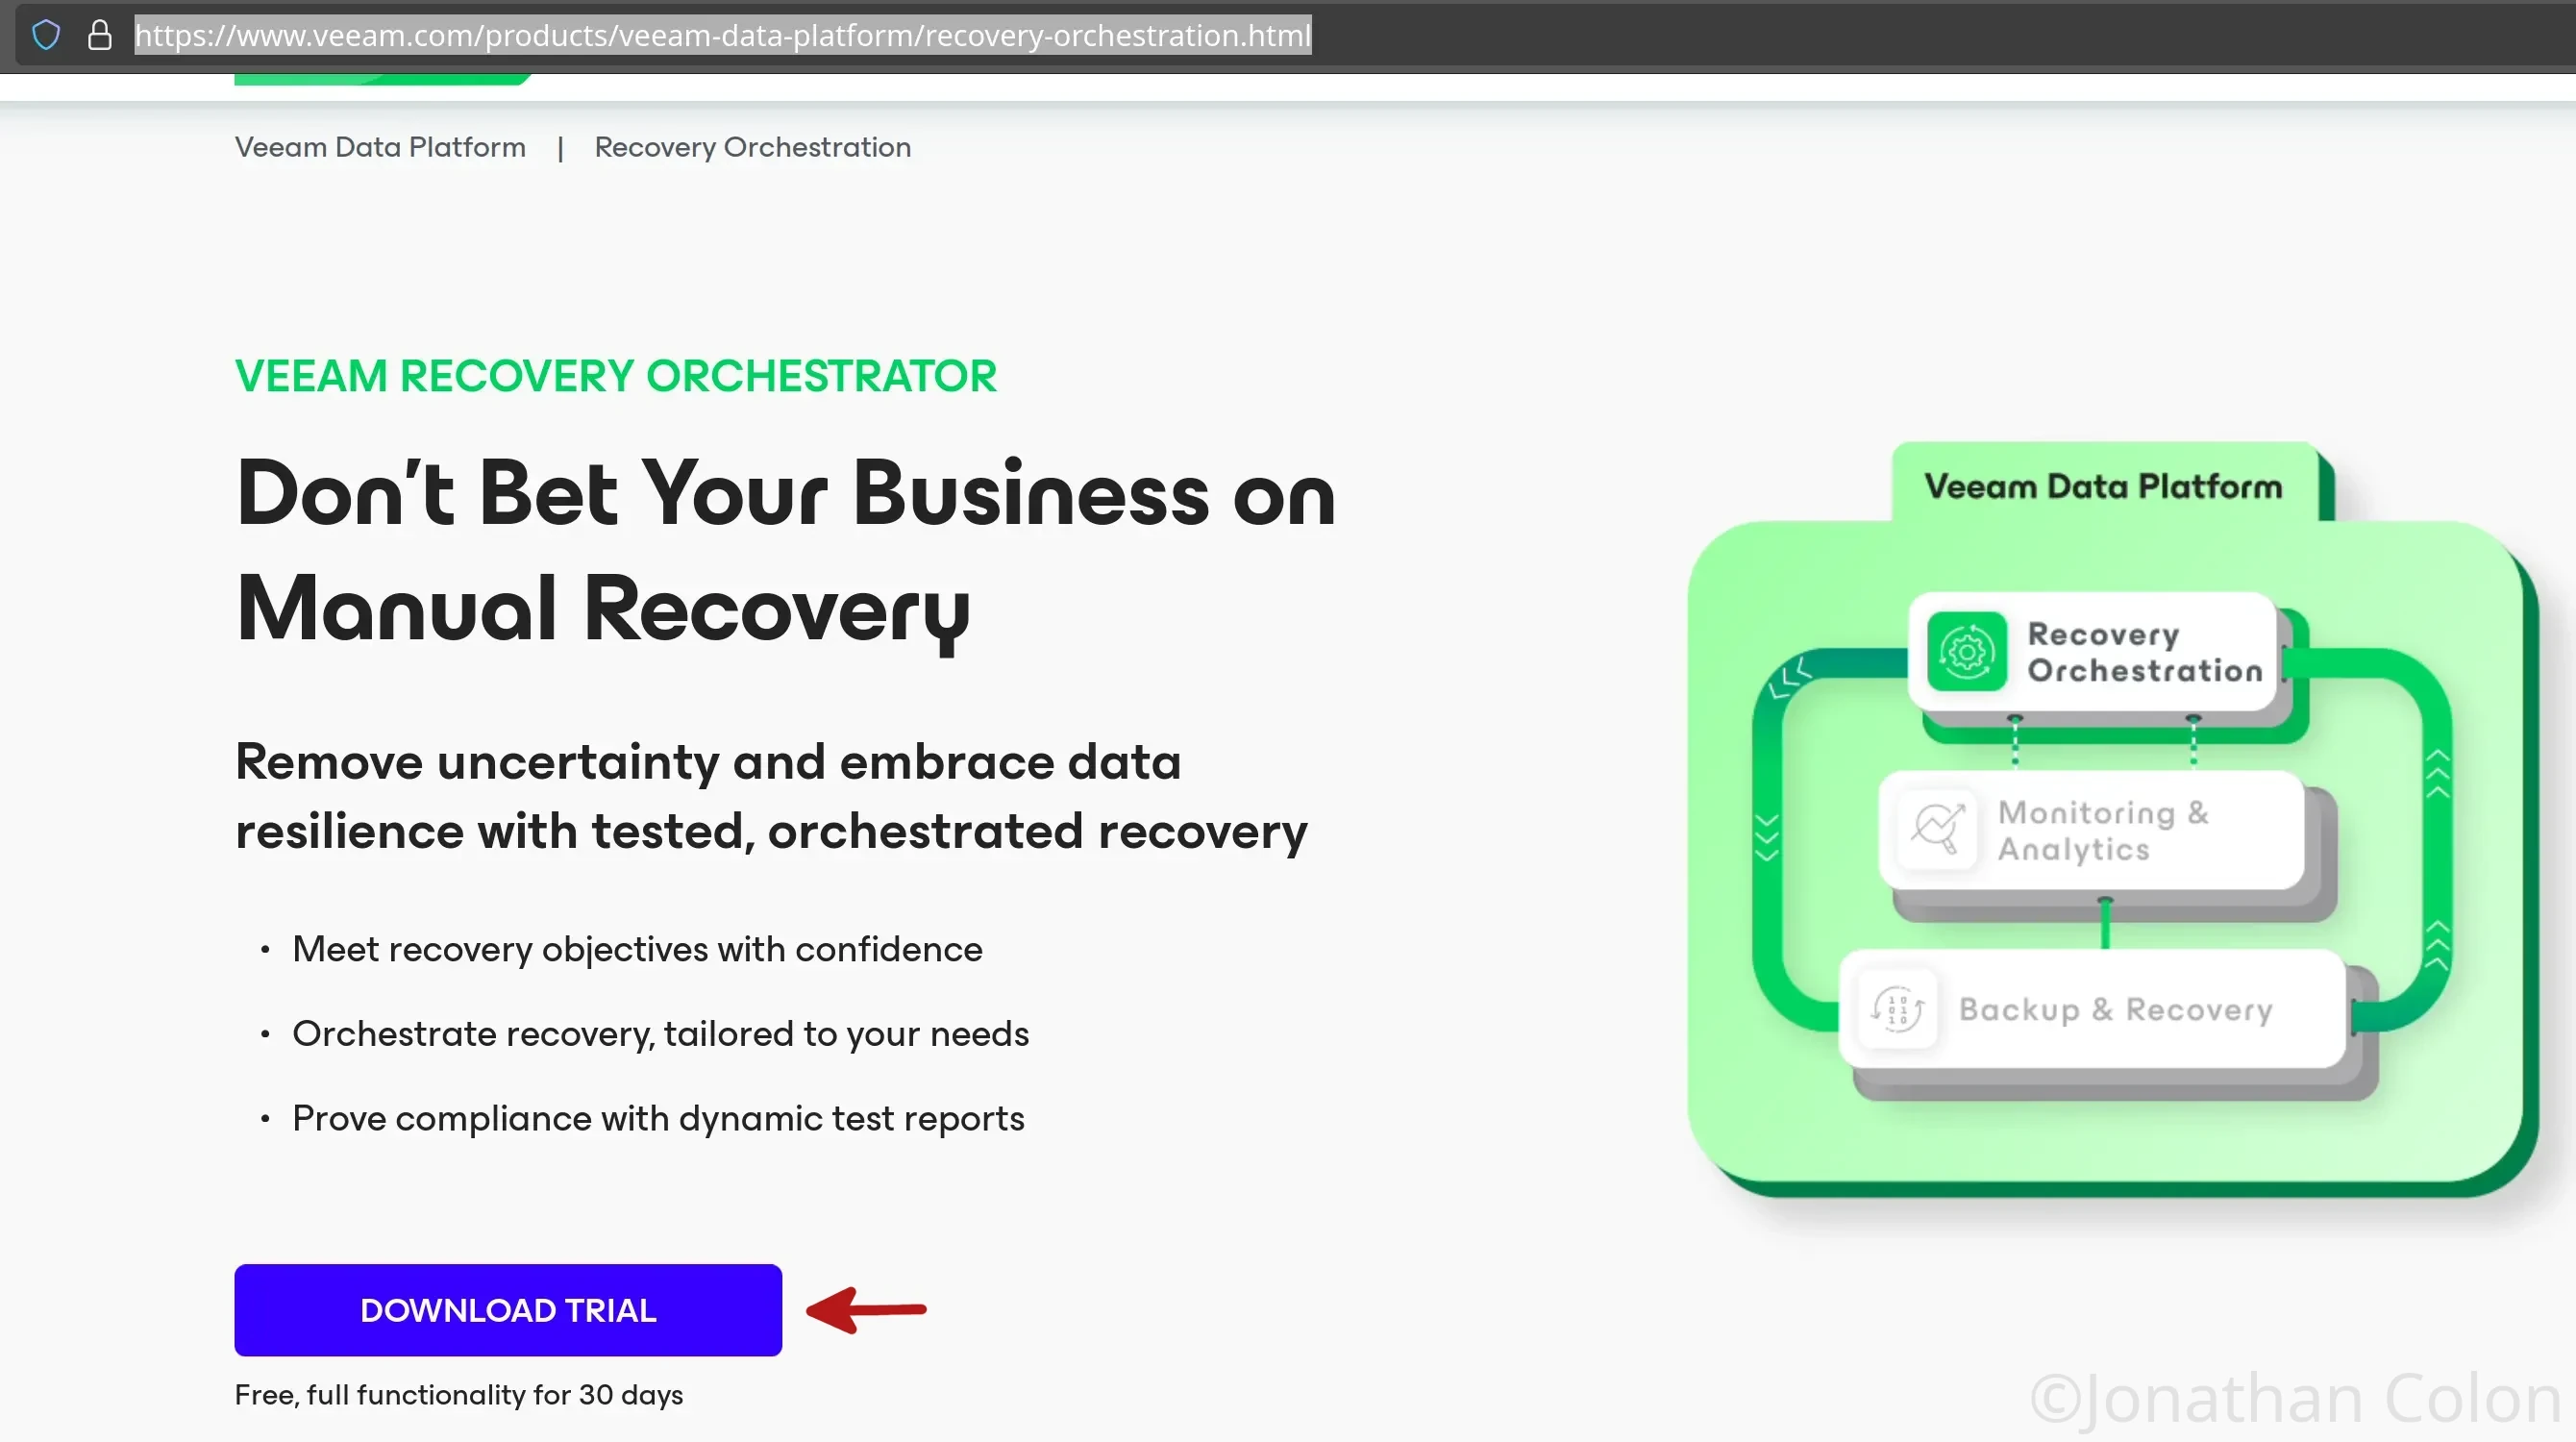 https://www.veeam.com/products/veeam-data-platform/recovery-orchestration.html
Veeam Data Platform | Recovery Orchestration
VEEAM RECOVERY ORCHESTRATOR
Don't Bet Your Business on
Manual Recovery
Remove uncertainty and embrace data
resilience with tested, orchestrated recovery
• Meet recovery objectives with confidence
• Orchestrate recovery, tailored to your needs
• Prove compliance with dynamic test reports
DOWNLOAD TRIAL
Free, full functionality for 30 days
Veeam Data Platform
Recovery
Orchestration
Monitoring &
Analytics
Backup & Recovery
©Jonathan Colon